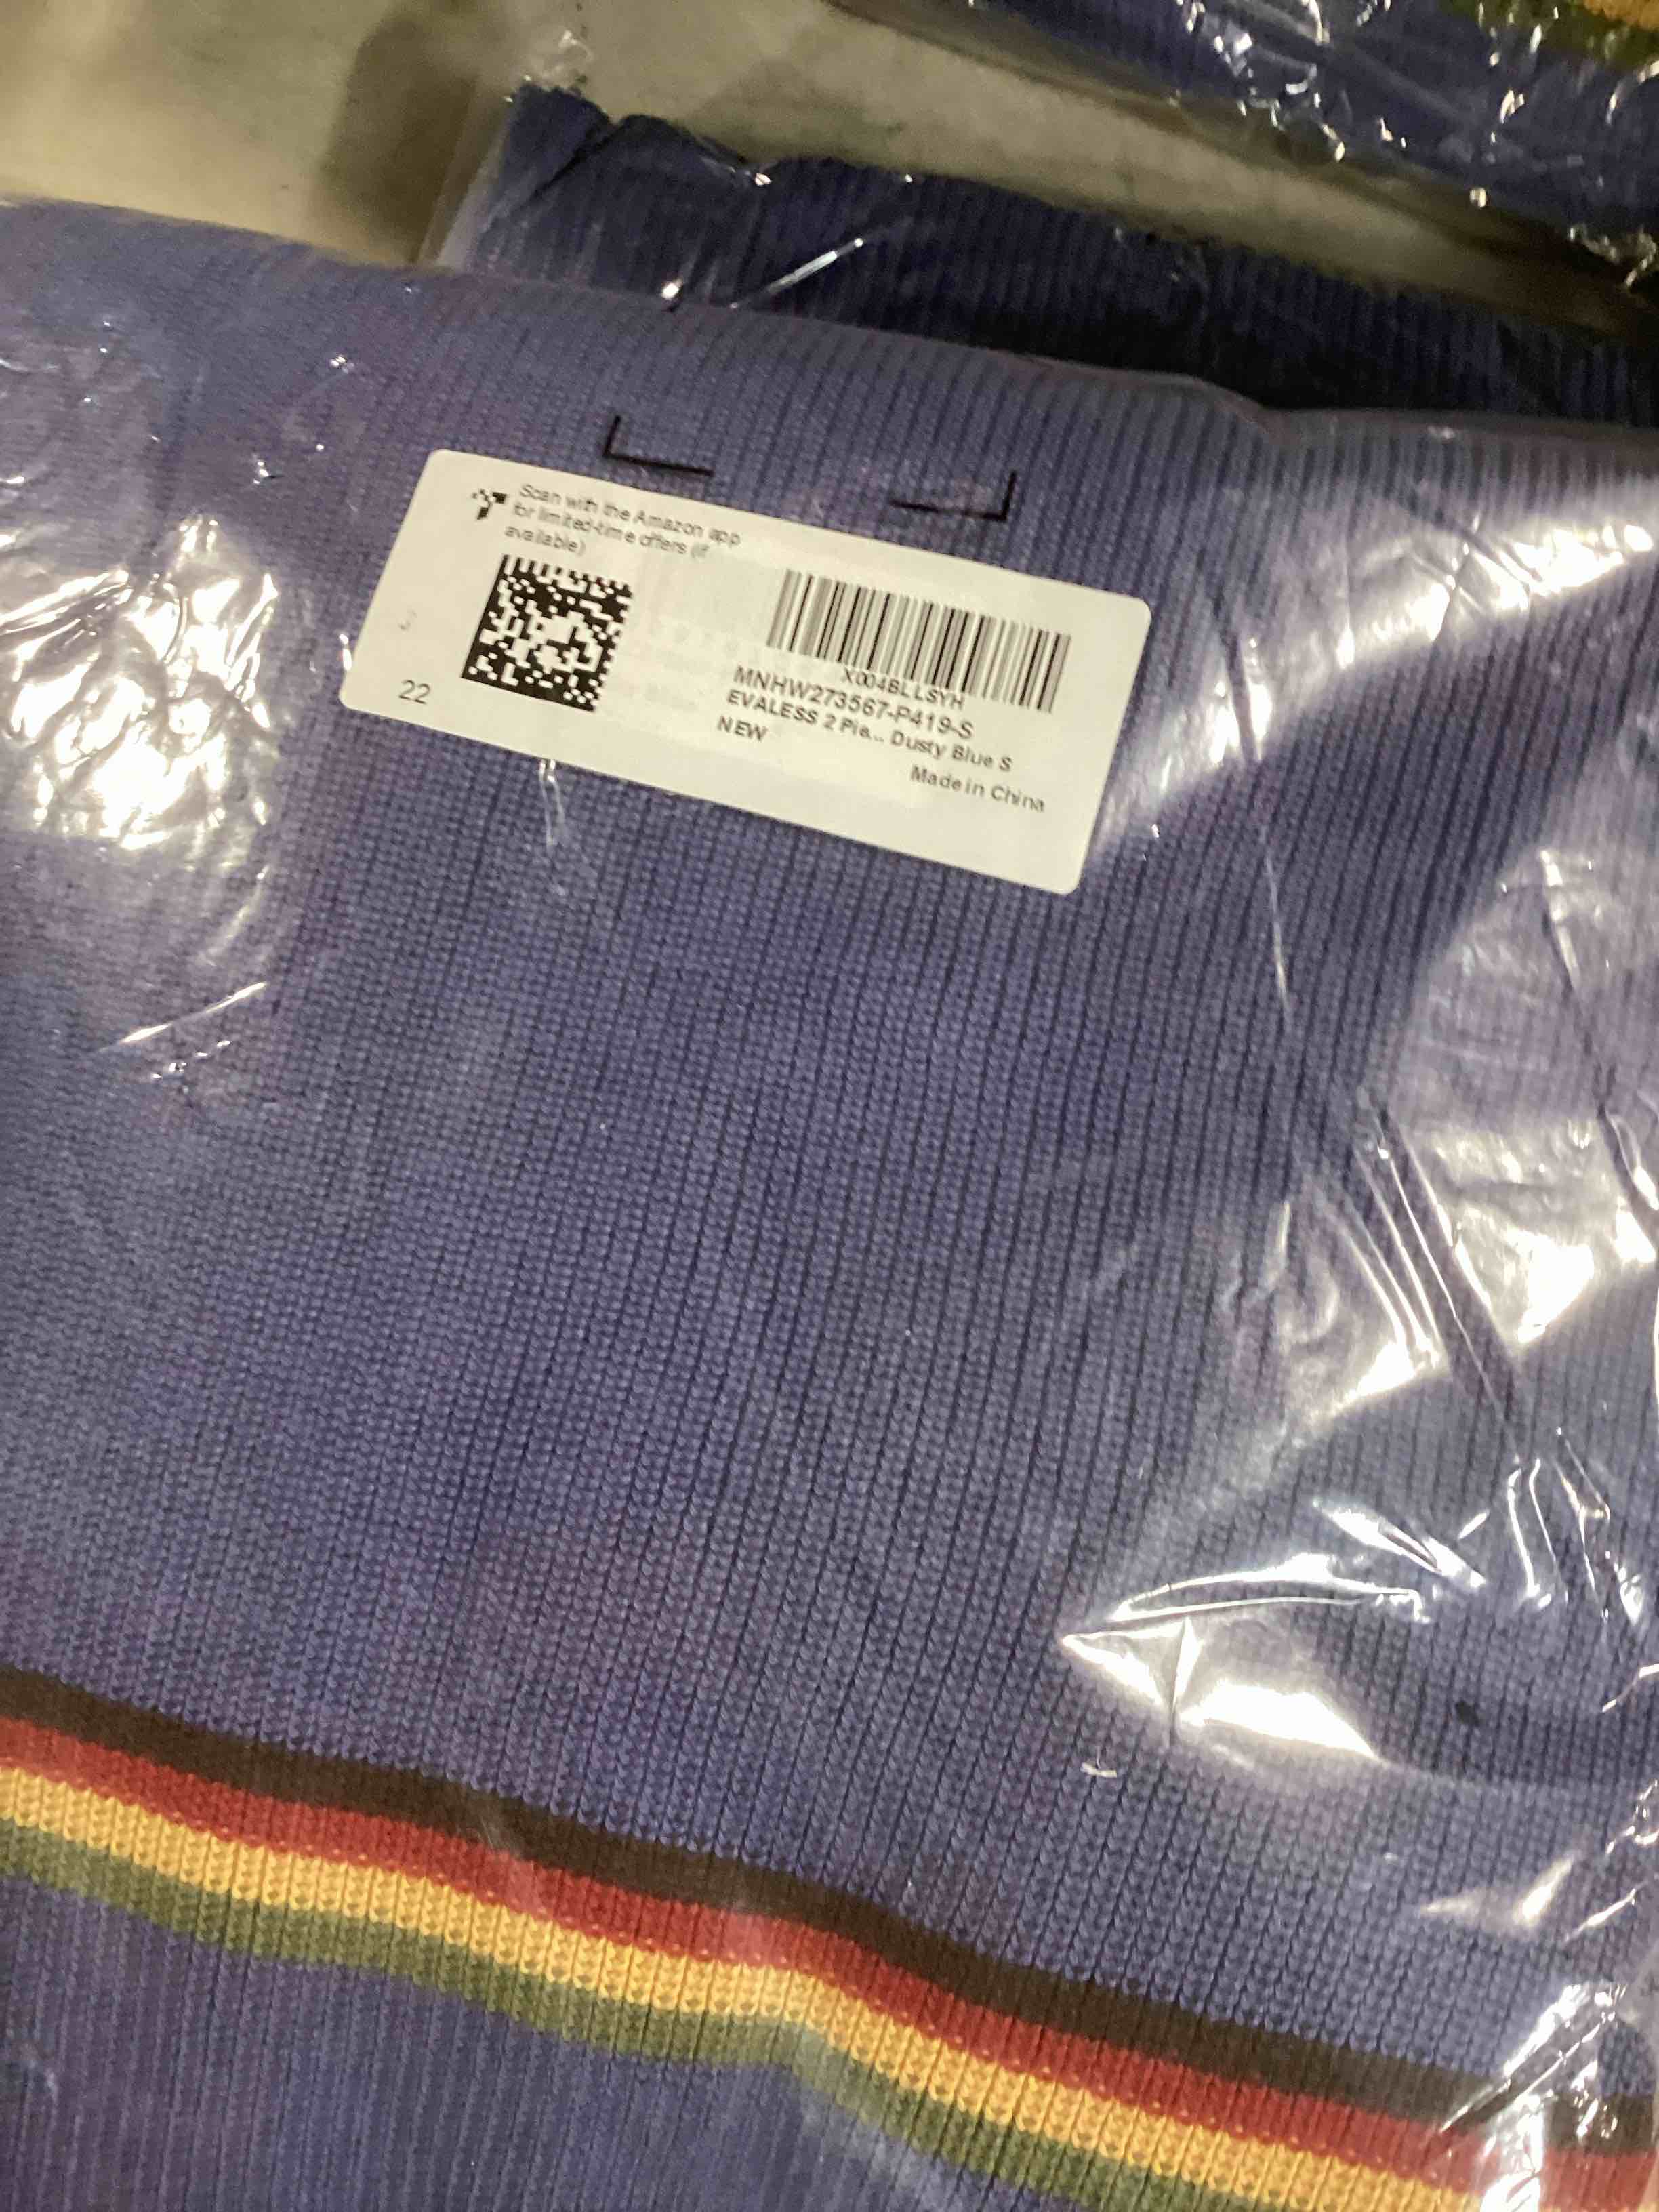 Scan with the Amazon app
for limited-time offers (if
available)
X004BLLSYH
MNHW273567-P419-S
EVALESS 2 Pie... Dusty Blue S
NEW
Made in China
22